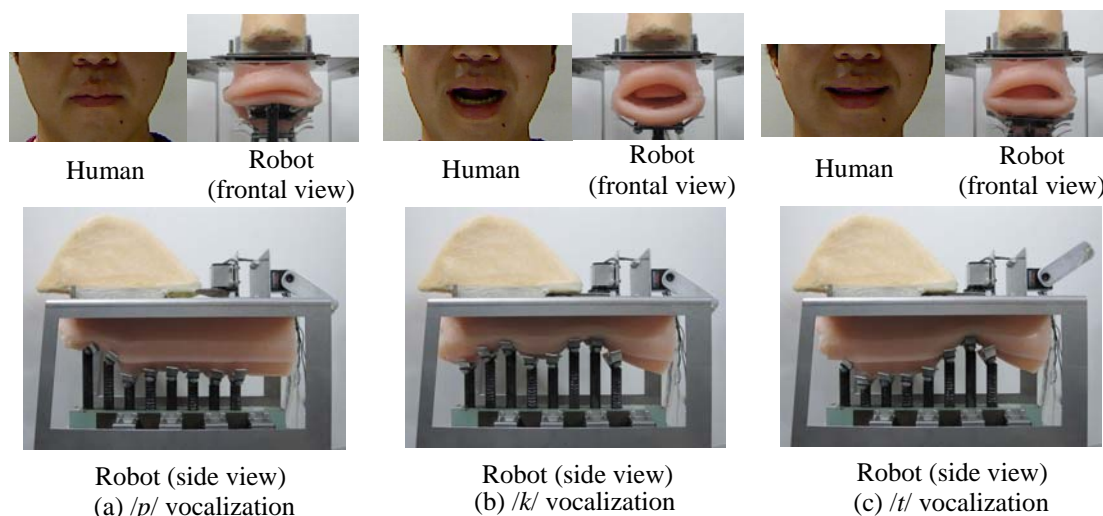 Human
Robot
(frontal view)
Human
Robot
(frontal view)
Human
Robot
(frontal view)
Robot (side view)
(a) /p/ vocalization
Robot (side view)
(b) /k/ vocalization
Robot (side view)
(c) /t/ vocalization